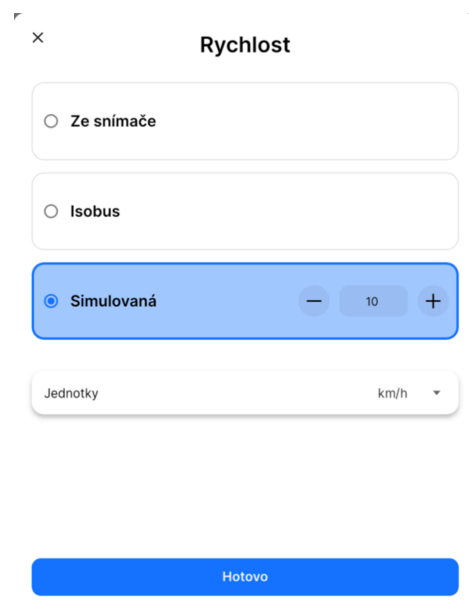 Rychlost
Ze snímače
Isobus
Simulovaná 10
Jednotky km/h
Hotovo